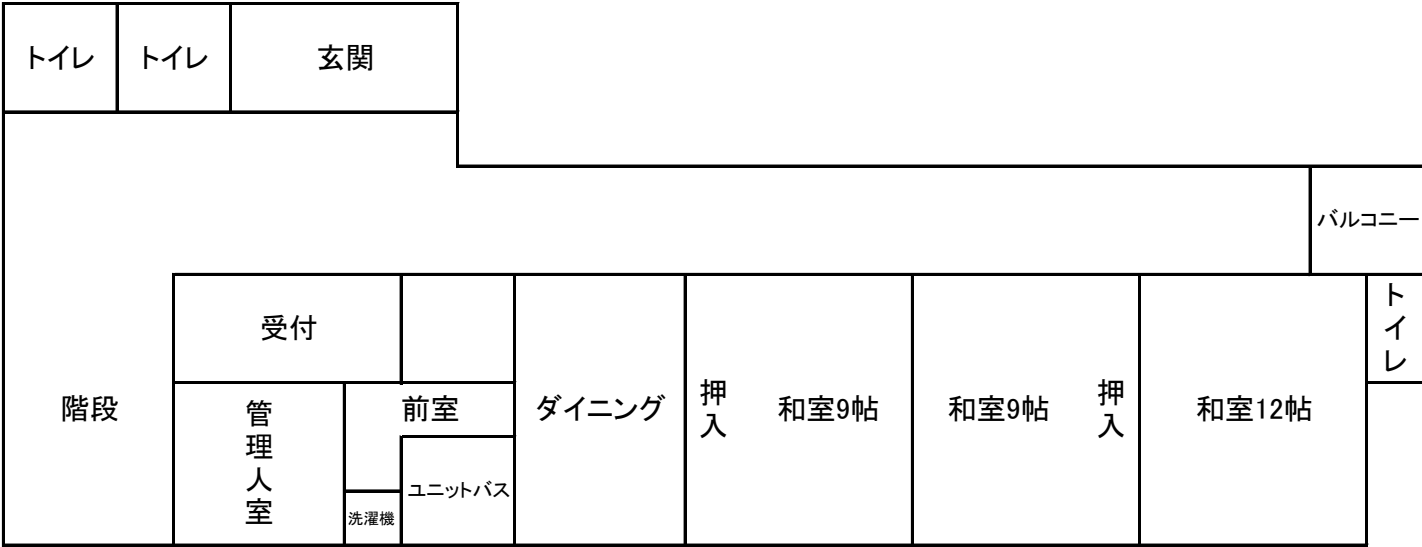 トイレ
トイレ
玄関
バルコニー
受付
トイレ
階段
管理人室
前室
ダイニング
押入
和室9帖
和室9帖
押入
和室12帖
ユニットバス
洗濯機